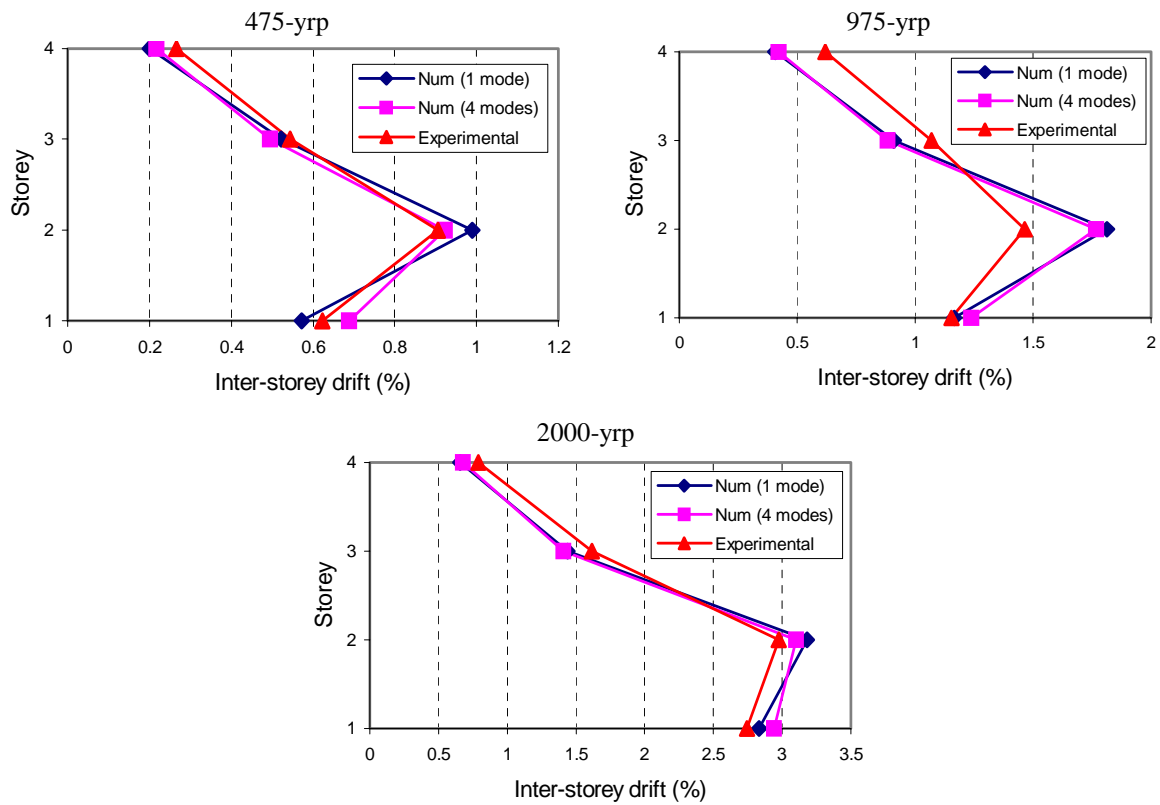 475-yrp
4
3
2
1
Storey
0
0.2
0.4
0.6
0.8
1
1.2
Inter-storey drift (%)
Num (1 mode)
Num (4 modes)
Experimental
975-yrp
4
3
2
1
Storey
0
0.5
1
1.5
2
Inter-storey drift (%)
Num (1 mode)
Num (4 modes)
Experimental
2000-yrp
4
3
2
1
Storey
0
0.5
1
1.5
2
2.5
3
3.5
Inter-storey drift (%)
Num (1 mode)
Num (4 modes)
Experimental